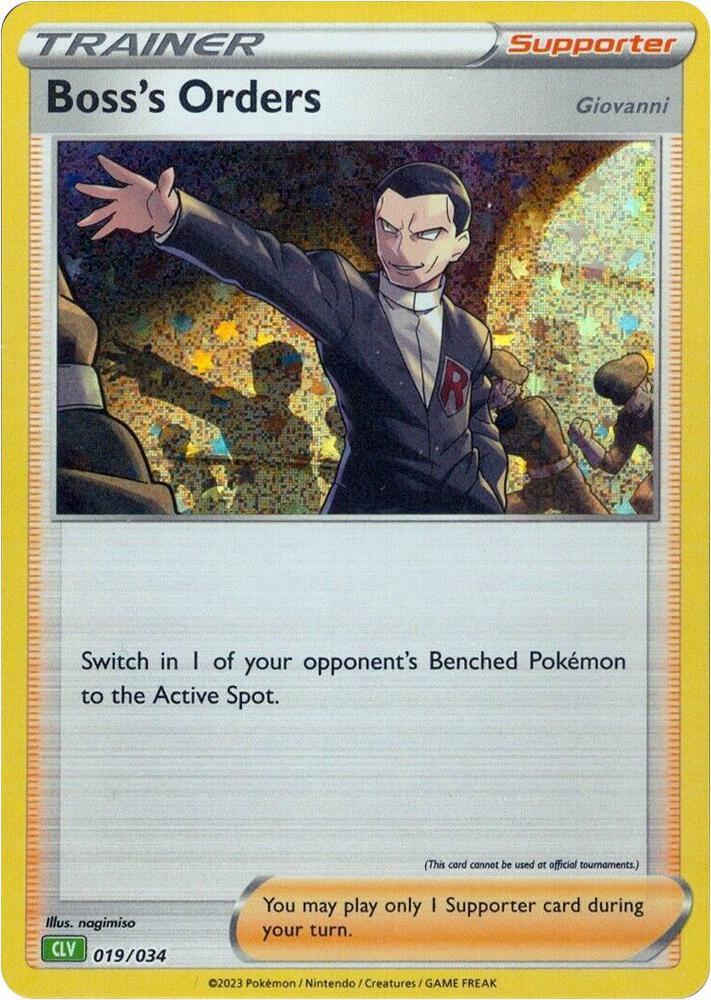 TRAINER
Supporter
Boss's Orders
Giovanni
R
Switch in 1 of your opponent's Benched Pokémon
to the Active Spot.
(This card cannot be used at official tournaments.)
You may play only 1 Supporter card during
your turn.
Illus. nagimiso
CLV 019/034
©2023 Pokémon / Nintendo / Creatures / GAME FREAK